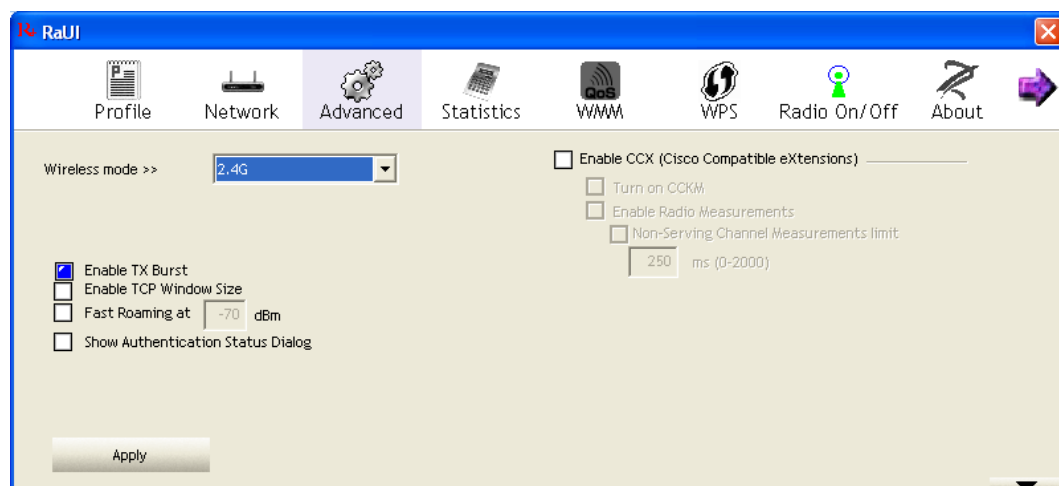 RaUI
Profile Network Advanced Statistics WMM WPS Radio On/Off About
P
QoS
Wireless mode >> 2.4G
Enable CCX (Cisco Compatible eXtensions)
Turn on CCKM
Enable Radio Measurements
Non-Serving Channel Measurements limit
250 ms (0-2000)
Enable TX Burst
Enable TCP Window Size
Fast Roaming at -70 dBm
Show Authentication Status Dialog
Apply